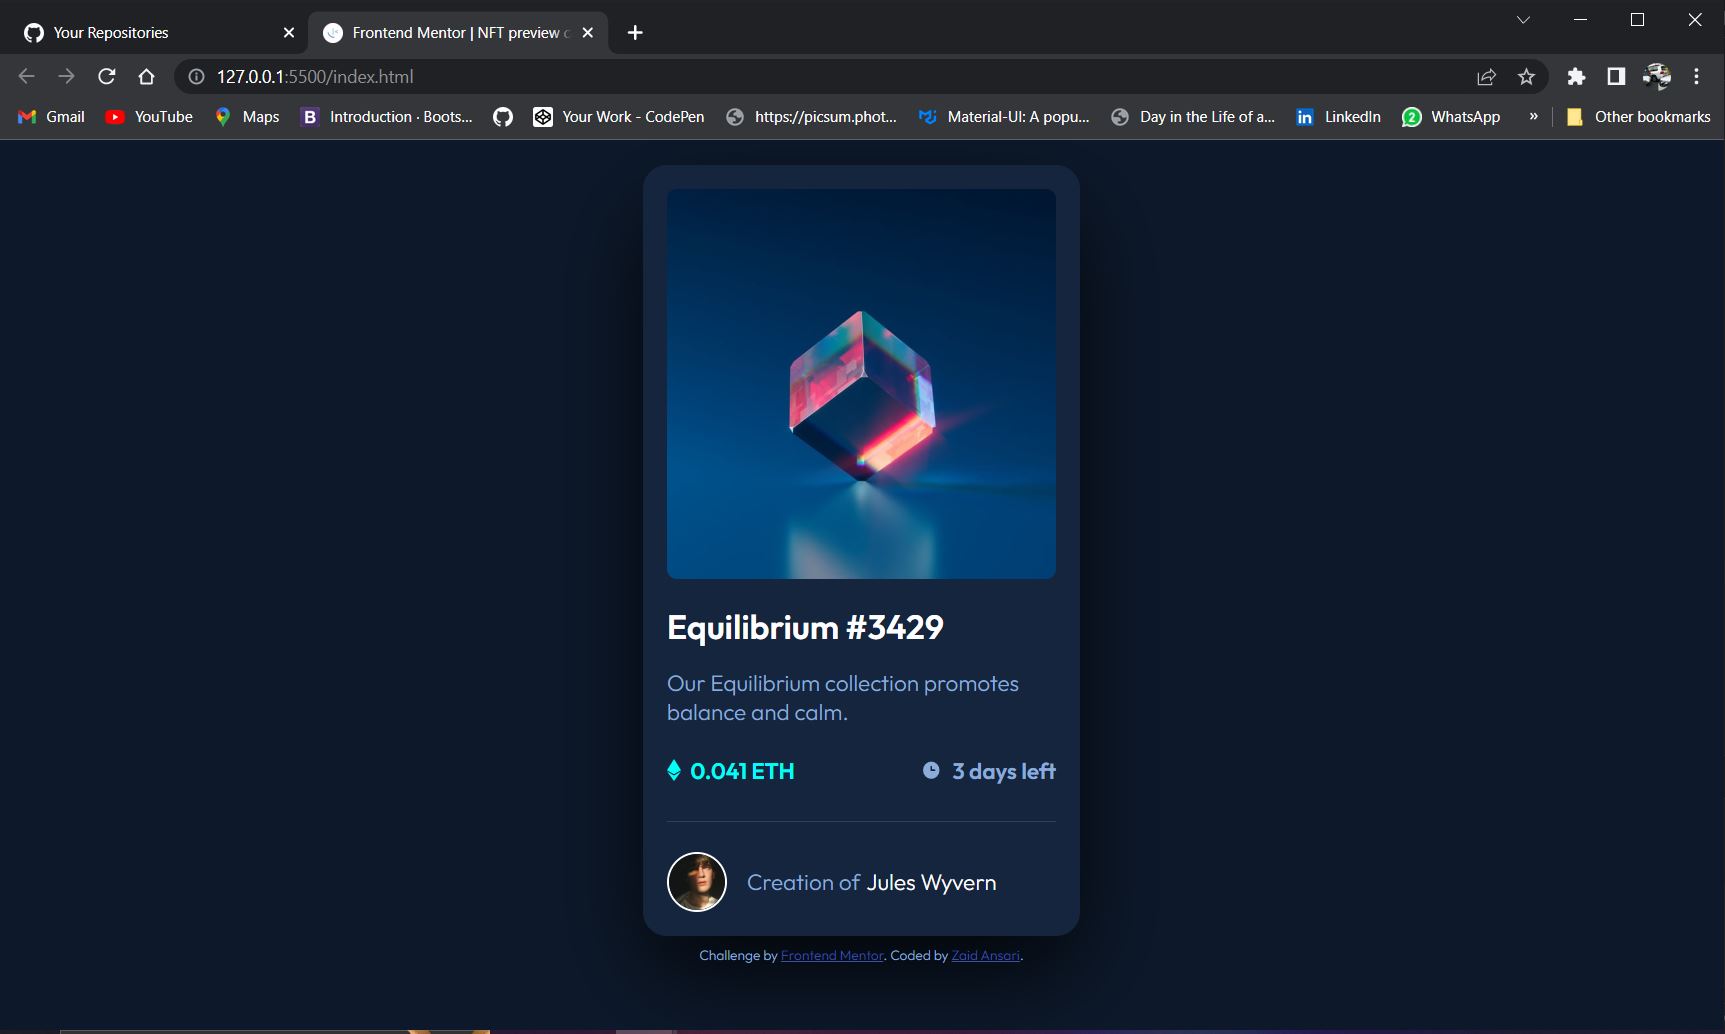 Your Repositories
Frontend Mentor | NFT preview c
127.0.0.1:5500/index.html
Gmail YouTube Maps B Introduction · Boots... Your Work - CodePen https://picsum.phot... Material-UI: A popu... Day in the Life of a... in LinkedIn 2 WhatsApp » Other bookmarks
Equilibrium #3429
Our Equilibrium collection promotes
balance and calm.
0.041 ETH 3 days left
Creation of Jules Wyvern
Challenge by Frontend Mentor. Coded by Zaid Ansari.